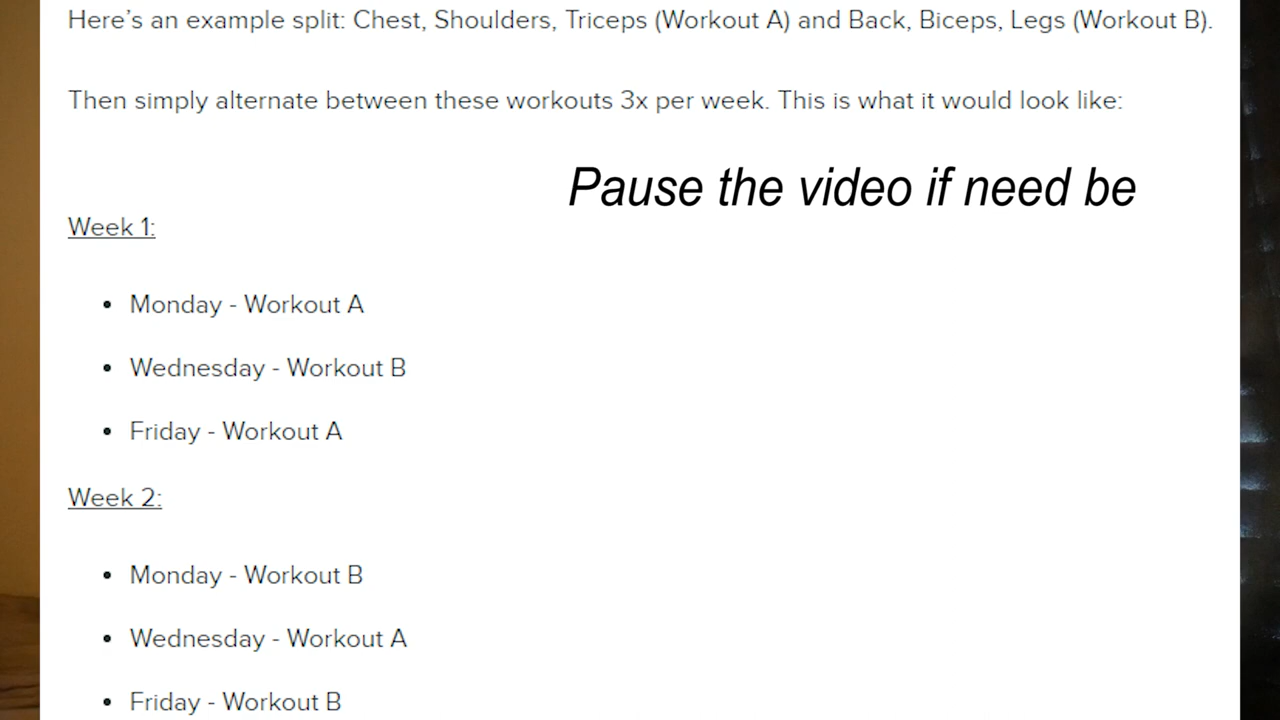 Here’s an example split: Chest, Shoulders, Triceps (Workout A) and Back, Biceps, Legs (Workout B).
Then simply alternate between these workouts 3x per week. This is what it would look like:
Pause the video if need be
Week 1:
• Monday - Workout A
• Wednesday - Workout B
• Friday - Workout A
Week 2:
• Monday - Workout B
• Wednesday - Workout A
• Friday - Workout B